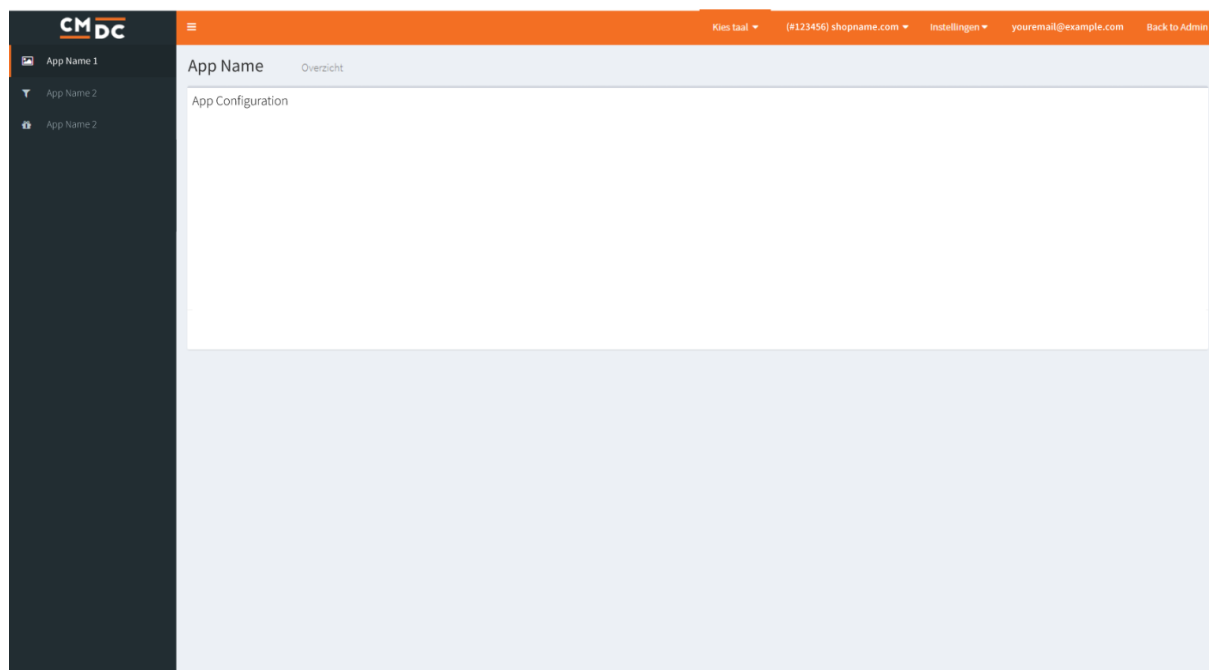 CM DC
Kies taal (#123456) shopname.com Instellingen youremail@example.com Back to Admin
App Name 1
App Name 2
App Name 2
App Name Overzicht
App Configuration